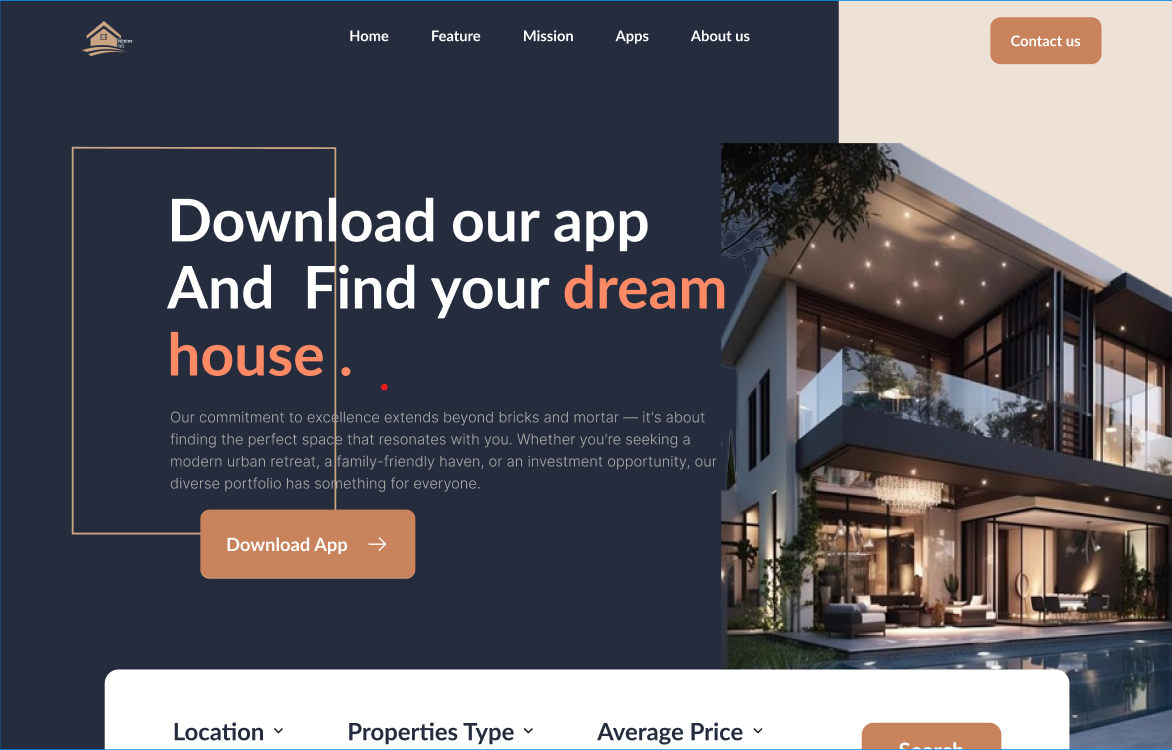 Home Feature Mission Apps About us Contact us
Download our app
And Find your dream
house .
Our commitment to excellence extends beyond bricks and mortar — it's about
finding the perfect space that resonates with you. Whether you're seeking a
modern urban retreat, a family-friendly haven, or an investment opportunity, our
diverse portfolio has something for everyone.
Download App
Location Properties Type Average Price Search